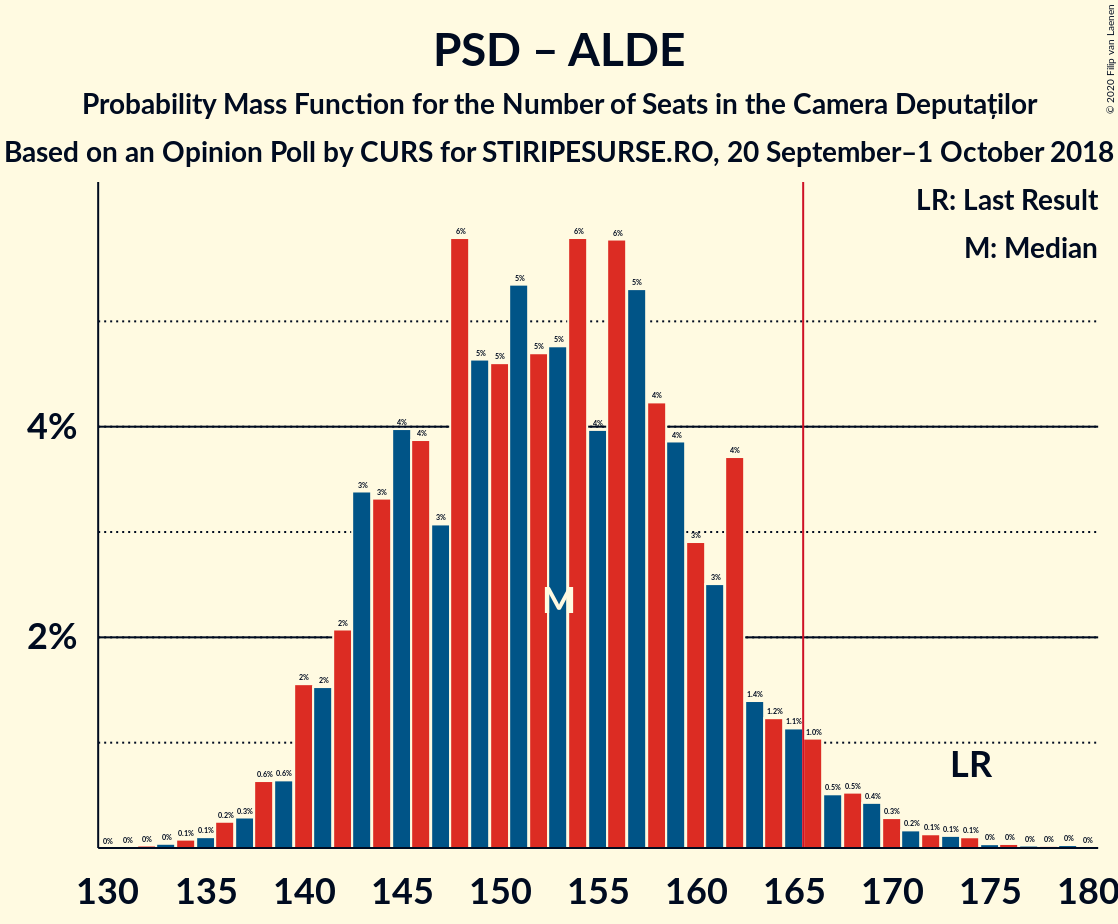 © 2020 Filip van Laenen
PSD – ALDE
Probability Mass Function for the Number of Seats in the Camera Deputaților
Based on an Opinion Poll by CURS for STIRIPESURSE.RO, 20 September–1 October 2018
LR: Last Result
M: Median
4%
2%
0% 0% 0% 0% 0.1% 0.1% 0.2% 0.3% 0.6% 0.6% 2% 2% 2% 3% 3% 4% 4% 3% 6% 5% 5% 5% 5% 5% 6% 4% 6% 5% 4% 4% 3% 3% 4% 1.4% 1.2% 1.1% 1.0% 0.5% 0.5% 0.4% 0.3% 0.2% 0.1% 0.1% 0.1% 0% 0% 0% 0% 0% 0%
M
LR
130 135 140 145 150 155 160 165 170 175 180